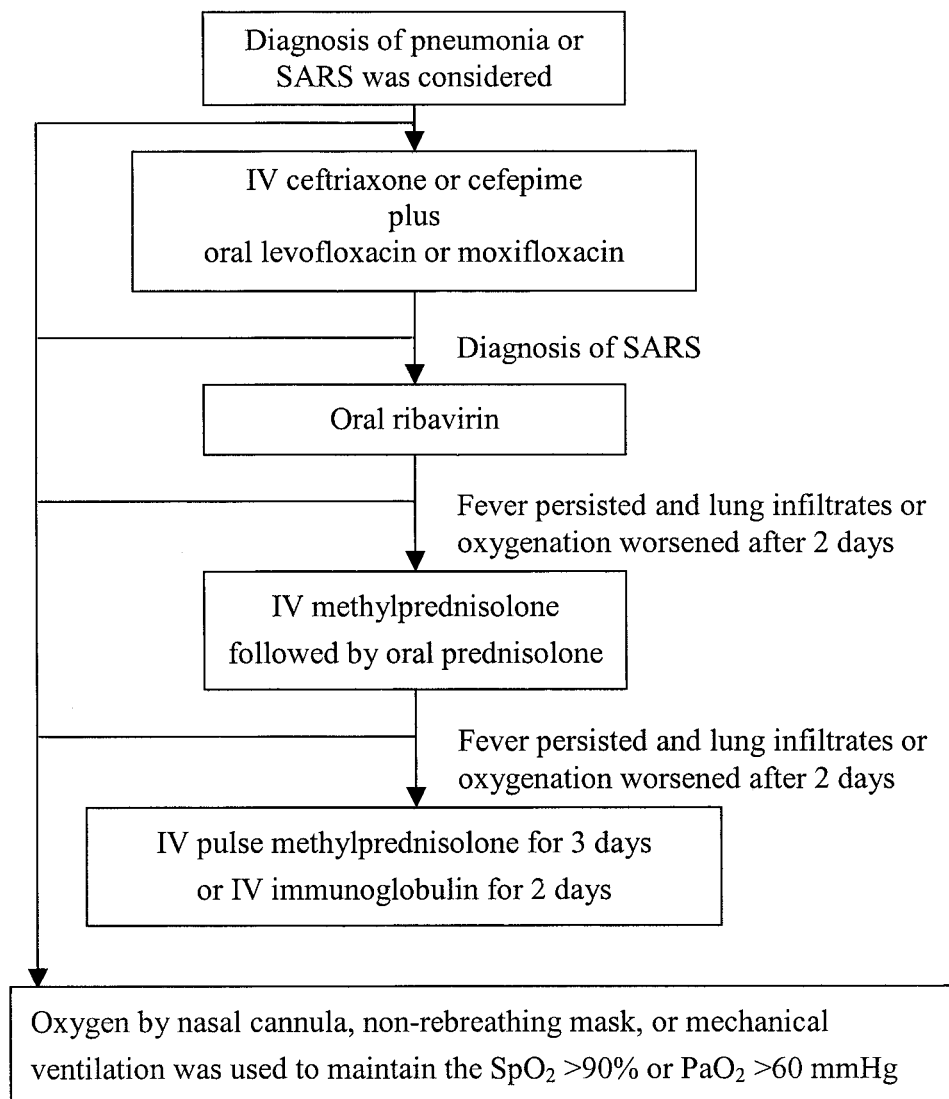 Diagnosis of pneumonia or
SARS was considered
IV ceftriaxone or cefepime
plus
oral levofloxacin or moxifloxacin
Diagnosis of SARS
Oral ribavirin
Fever persisted and lung infiltrates or
oxygenation worsened after 2 days
IV methylprednisolone
followed by oral prednisolone
Fever persisted and lung infiltrates or
oxygenation worsened after 2 days
IV pulse methylprednisolone for 3 days
or IV immunoglobulin for 2 days
Oxygen by nasal cannula, non-rebreathing mask, or mechanical
ventilation was used to maintain the SpO₂ >90% or PaO₂ >60 mmHg